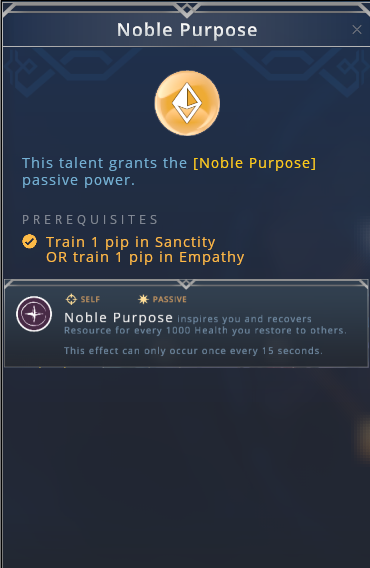 Noble Purpose
This talent grants the [Noble Purpose]
passive power.
PREREQUISITES
Train 1 pip in Sanctity
OR train 1 pip in Empathy
SELF PASSIVE
Noble Purpose inspires you and recovers
Resource for every 1000 Health you restore to others.
This effect can only occur once every 15 seconds.